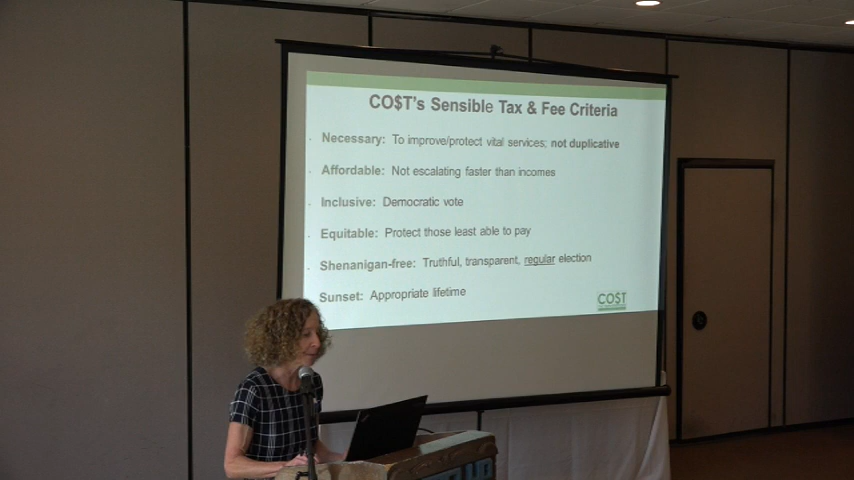 CO$T's Sensible Tax & Fee Criteria
Necessary: To improve/protect vital services; not duplicative
Affordable: Not escalating faster than incomes
Inclusive: Democratic vote
Equitable: Protect those least able to pay
Shenanigan-free: Truthful, transparent, regular election
Sunset: Appropriate lifetime
CO$T